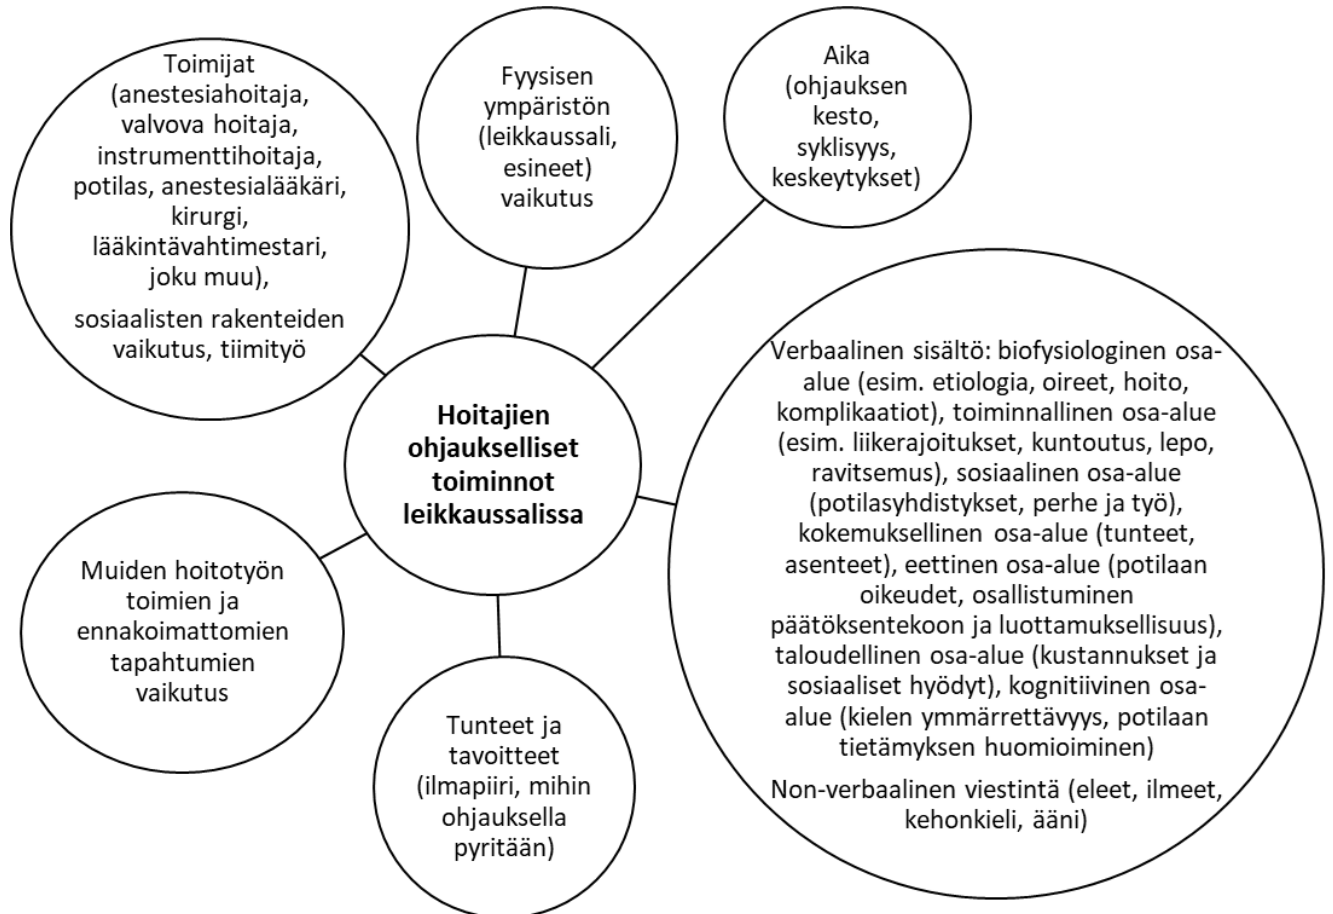 Toimijat
(anestesiahoitaja,
valvova hoitaja,
instrumenttihoitaja,
potilas, anestesialääkäri,
kirurgi,
lääkintävahtimestari,
joku muu),
sosiaalisten rakenteiden
vaikutus, tiimityö
Fyysisen
ympäristön
(leikkaussali,
esineet)
vaikutus
Aika
(ohjauksen
kesto,
syklisyys,
keskeytykset)
Hoitajien
ohjaukselliset
toiminnot
leikkaussalissa
Verbaalinen sisältö: biofysiologinen osa-
alue (esim. etiologia, oireet, hoito,
komplikaatiot), toiminnallinen osa-alue
(esim. liikerajoitukset, kuntoutus, lepo,
ravitsemus), sosiaalinen osa-alue
(potilasyhdistykset, perhe ja työ),
kokemuksellinen osa-alue (tunteet,
asenteet), eettinen osa-alue (potilaan
oikeudet, osallistuminen
päätöksentekoon ja luottamuksellisuus),
taloudellinen osa-alue (kustannukset ja
sosiaaliset hyödyt), kognitiivinen osa-
alue (kielen ymmärrettävyys, potilaan
tietämyksen huomioiminen)
Non-verbaalinen viestintä (eleet, ilmeet,
kehonkieli, ääni)
Muiden hoitotyön
toimien ja
ennakoimattomien
tapahtumien
vaikutus
Tunteet ja
tavoitteet
(ilmapiiri, mihin
ohjauksella
pyritään)